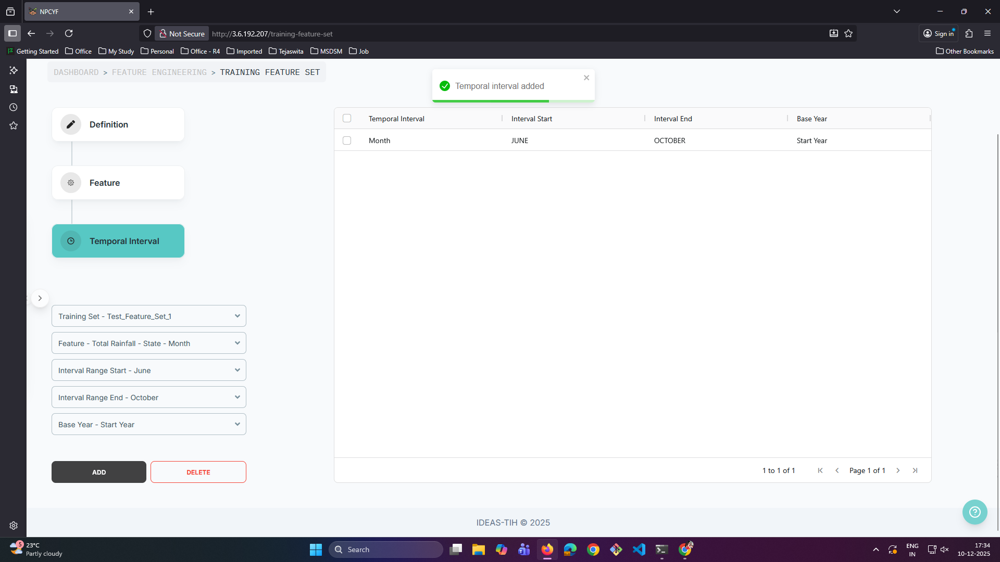 NPCYF
Not Secure
http://3.6.192.207/training-feature-set
Sign in
Getting Started
Office
My Study
Personal
Office - R4
Imported
Tejaswita
MSDSM
Job
Other Bookmarks
DASHBOARD > FEATURE ENGINEERING > TRAINING FEATURE SET
Temporal interval added
Definition
Feature
Temporal Interval
Temporal Interval Interval Start Interval End Base Year
Month JUNE OCTOBER Start Year
Training Set - Test_Feature_Set_1
Feature - Total Rainfall - State - Month
Interval Range Start - June
Interval Range End - October
Base Year - Start Year
ADD
DELETE
1 to 1 of 1
Page 1 of 1
IDEAS-TIH © 2025
5
23°C
Partly cloudy
Search
ENG
IN
17:34
10-12-2025